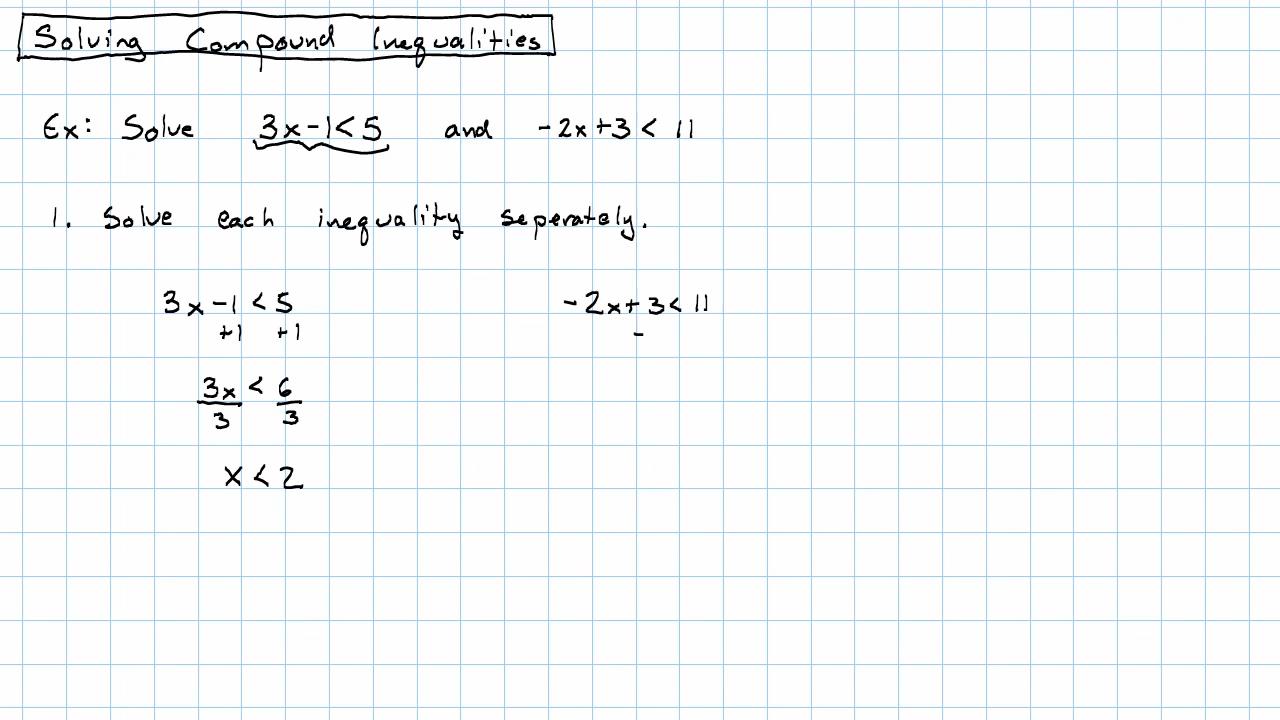 Solving Compound Inequalities
Ex: Solve 3x-1<5 and -2x+3< 11
1. Solve each inequality seperately.
3x-1<5 -2x+3<11
+1 +1 -
3x < 6
3 3
x < 2